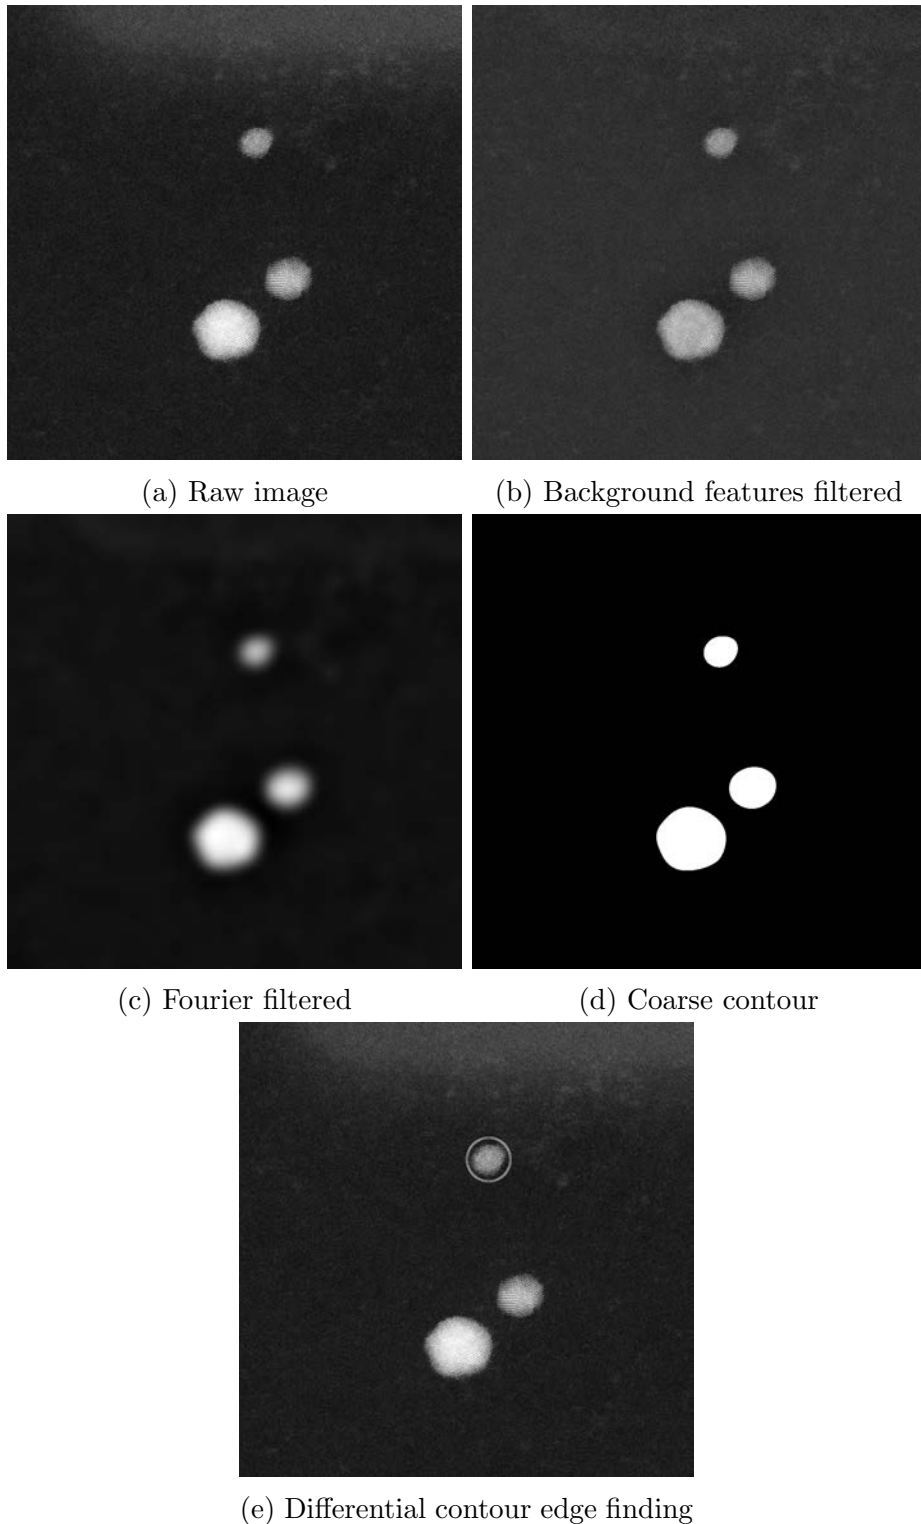 (a) Raw image
(b) Background features filtered
(c) Fourier filtered
(d) Coarse contour
(e) Differential contour edge finding